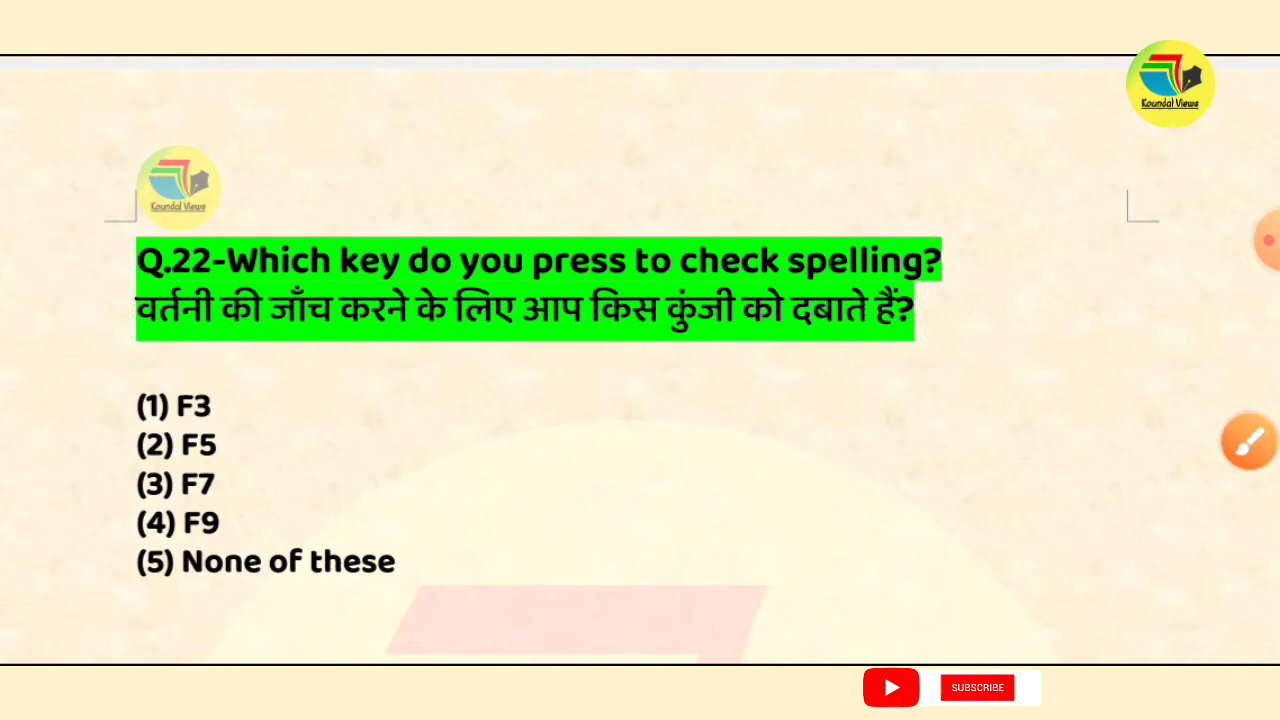 Koundal Views
Koundal Views
Q.22-Which key do you press to check spelling?
वर्तनी की जाँच करने के लिए आप किस कुंजी को दबाते हैं?
(1) F3
(2) F5
(3) F7
(4) F9
(5) None of these
SUBSCRIBE